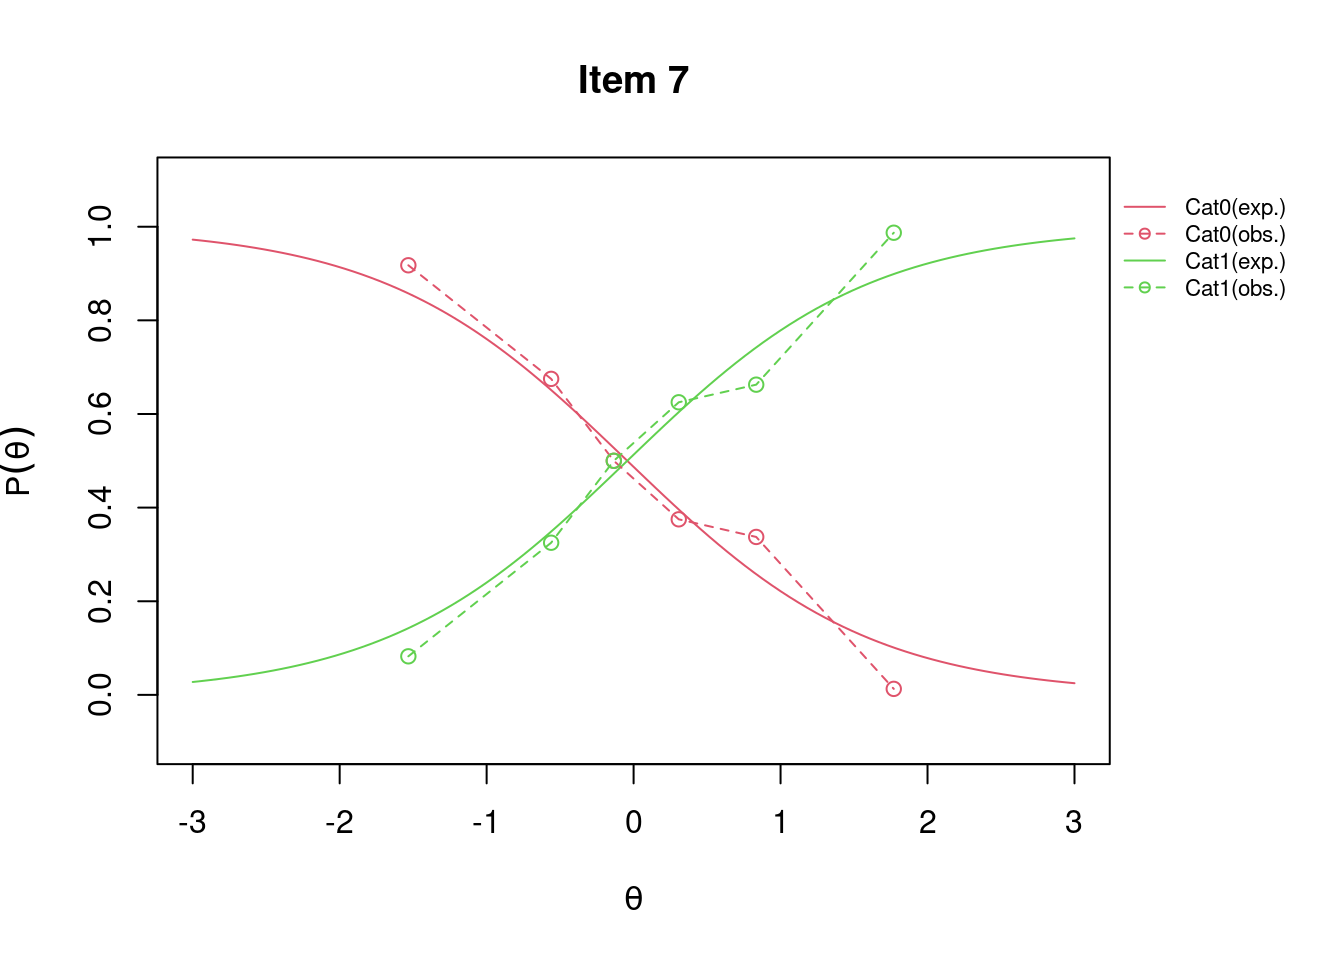 Item 7
Cat0(exp.)
Cat0(obs.)
Cat1(exp.)
Cat1(obs.)
P(θ)
1.0
0.8
0.6
0.4
0.2
0.0
-3 -2 -1 0 1 2 3
θ